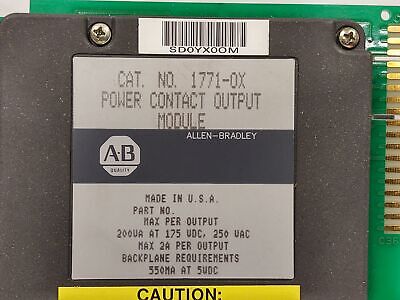 SD0YX00M
CAT. NO. 1771-OX
POWER CONTACT OUTPUT
MODULE
ALLEN-BRADLEY
A-B
QUALITY
MADE IN U.S.A.
PART NO.
MAX PER OUTPUT
200VA AT 175 VDC, 250 VAC
MAX 2A PER OUTPUT
BACKPLANE REQUIREMENTS
550MA AT 5VDC
CAUTION: